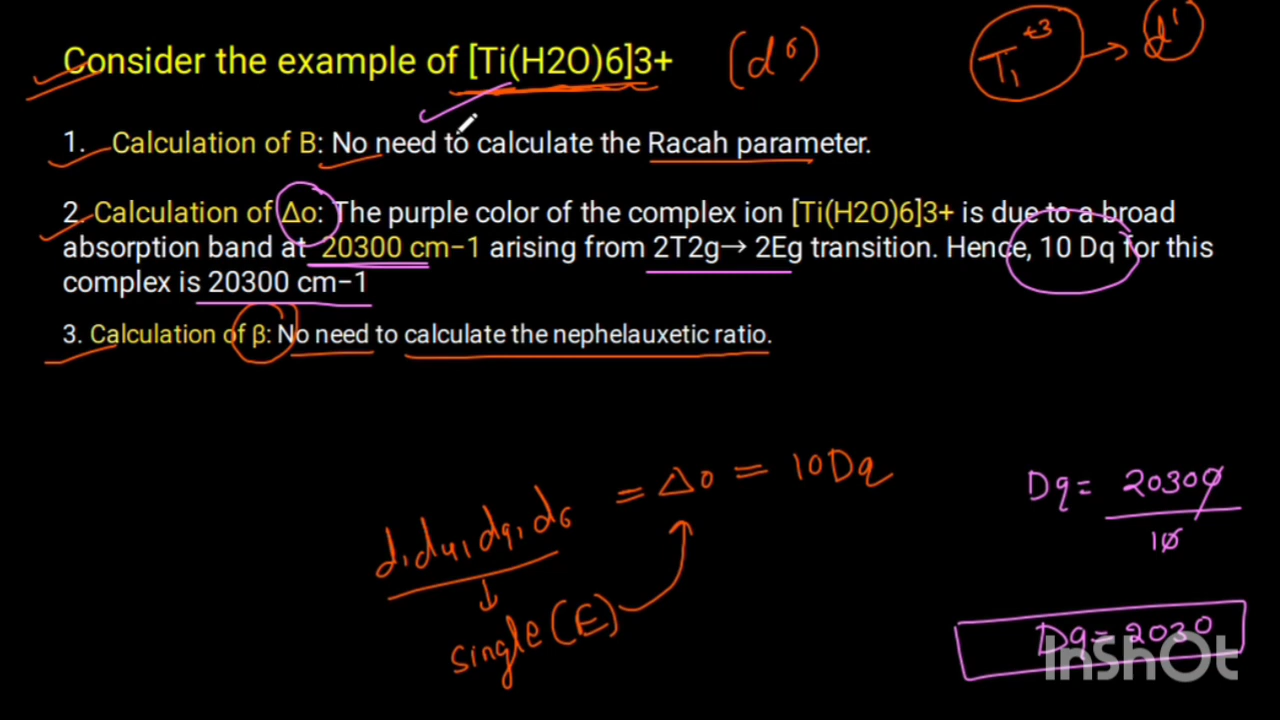 Consider the example of [Ti(H2O)6]3+ (d⁰) Ti+3 → d¹
1. Calculation of B: No need to calculate the Racah parameter.
2. Calculation of Δo: The purple color of the complex ion [Ti(H2O)6]3+ is due to a broad
absorption band at 20300 cm−1 arising from 2T2g→ 2Eg transition. Hence, 10 Dq for this
complex is 20300 cm−1
3. Calculation of β: No need to calculate the nephelauxetic ratio.
d1, d4, d9, d6 = Δo = 10Dq
↓
single (E)
Dq = 20300
10
Dq = 2030
InShOt